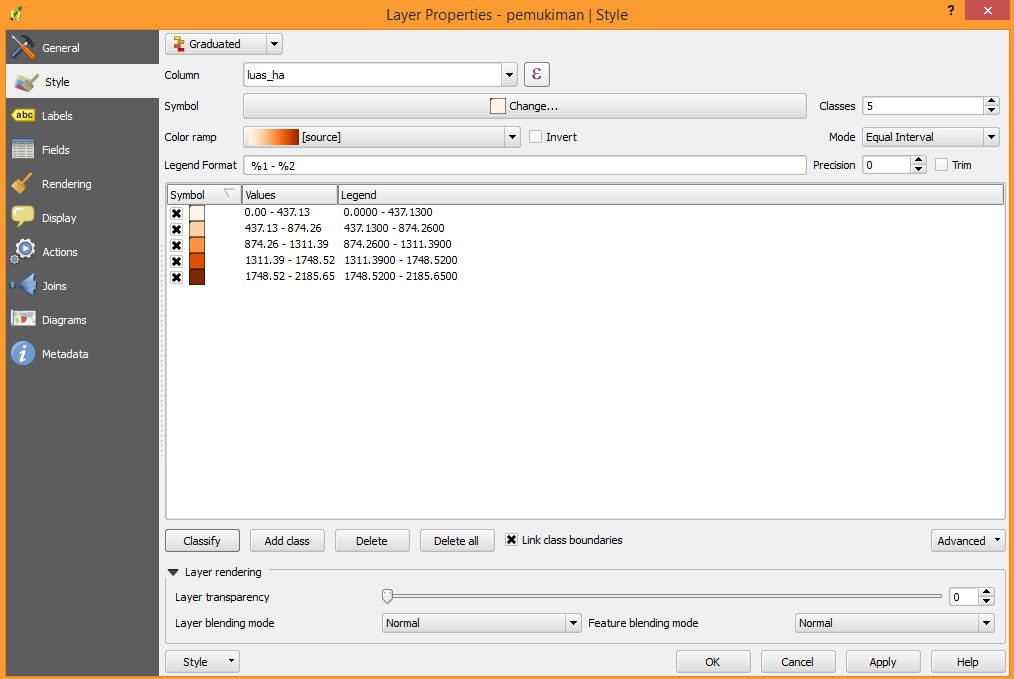 Layer Properties - pemukiman | Style
?
General
Style
Labels
Fields
Rendering
Display
Actions
Joins
Diagrams
Metadata
Graduated
Column luas_ha ε
Symbol Change... Classes 5
Color ramp [source] Invert Mode Equal Interval
Legend Format %1 - %2 Precision 0 Trim
Symbol Values Legend
0.00 - 437.13 0.0000 - 437.1300
437.13 - 874.26 437.1300 - 874.2600
874.26 - 1311.39 874.2600 - 1311.3900
1311.39 - 1748.52 1311.3900 - 1748.5200
1748.52 - 2185.65 1748.5200 - 2185.6500
Classify Add class Delete Delete all Link class boundaries Advanced
Layer rendering
Layer transparency 0
Layer blending mode Normal Feature blending mode Normal
Style OK Cancel Apply Help